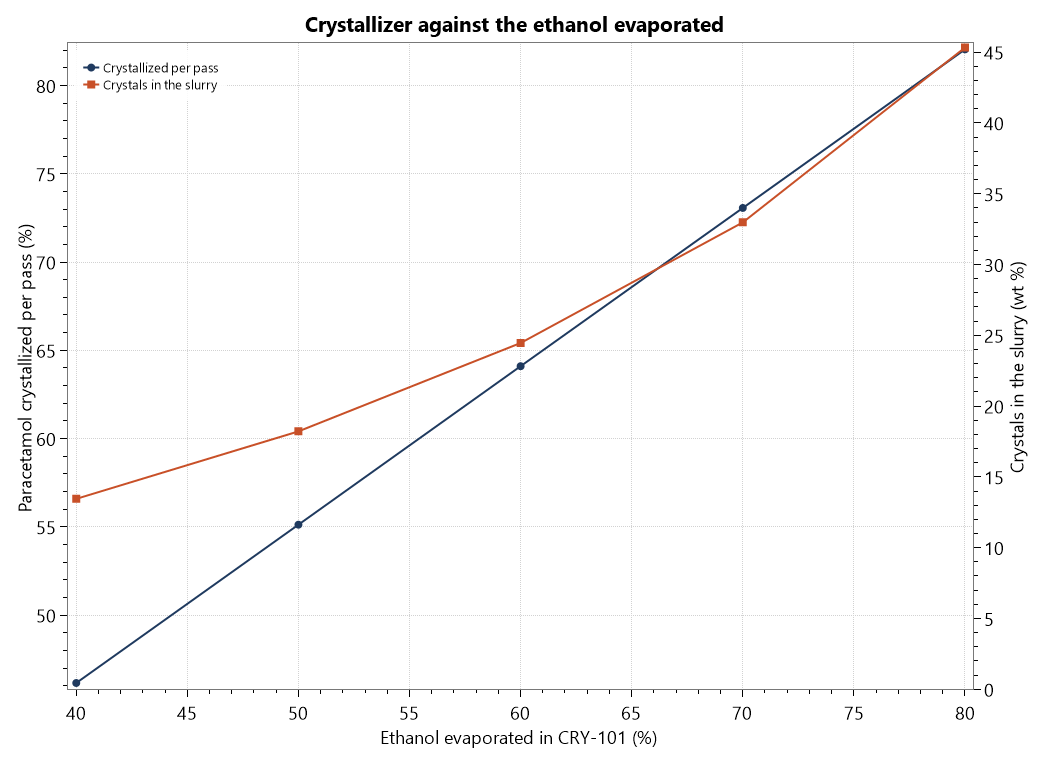 Crystallizer against the ethanol evaporated
Crystallized per pass
Crystals in the slurry
Paracetamol crystallized per pass (%)
80
75
70
65
60
55
50
45
40
35
30
25
20
15
10
5
0
Crystals in the slurry (wt %)
40 45 50 55 60 65 70 75 80
Ethanol evaporated in CRY-101 (%)